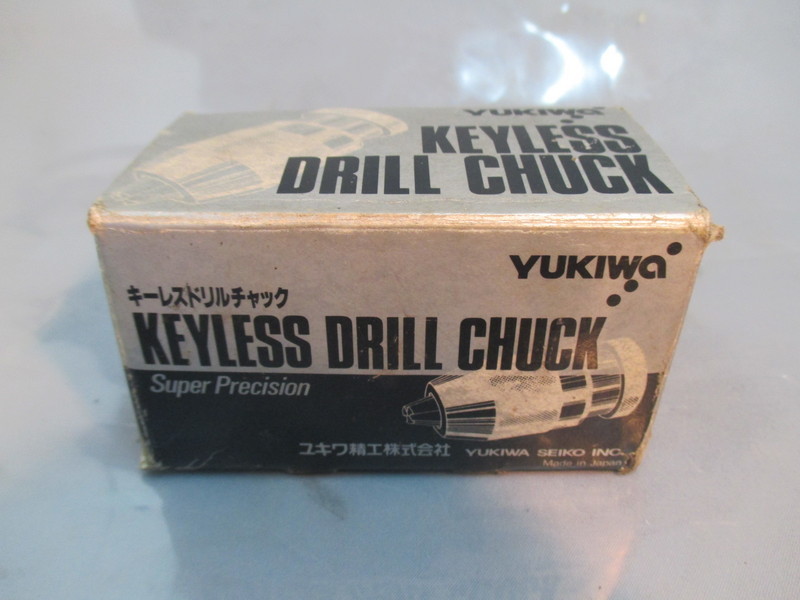 YUKIWa
KEYLESS
DRILL CHUCK
YUKIWa
キーレスドリルチャック
KEYLESS DRILL CHUCK
Super Precision
ユキワ精工株式会社 YUKIWA SEIKO INC.
Made in Japan